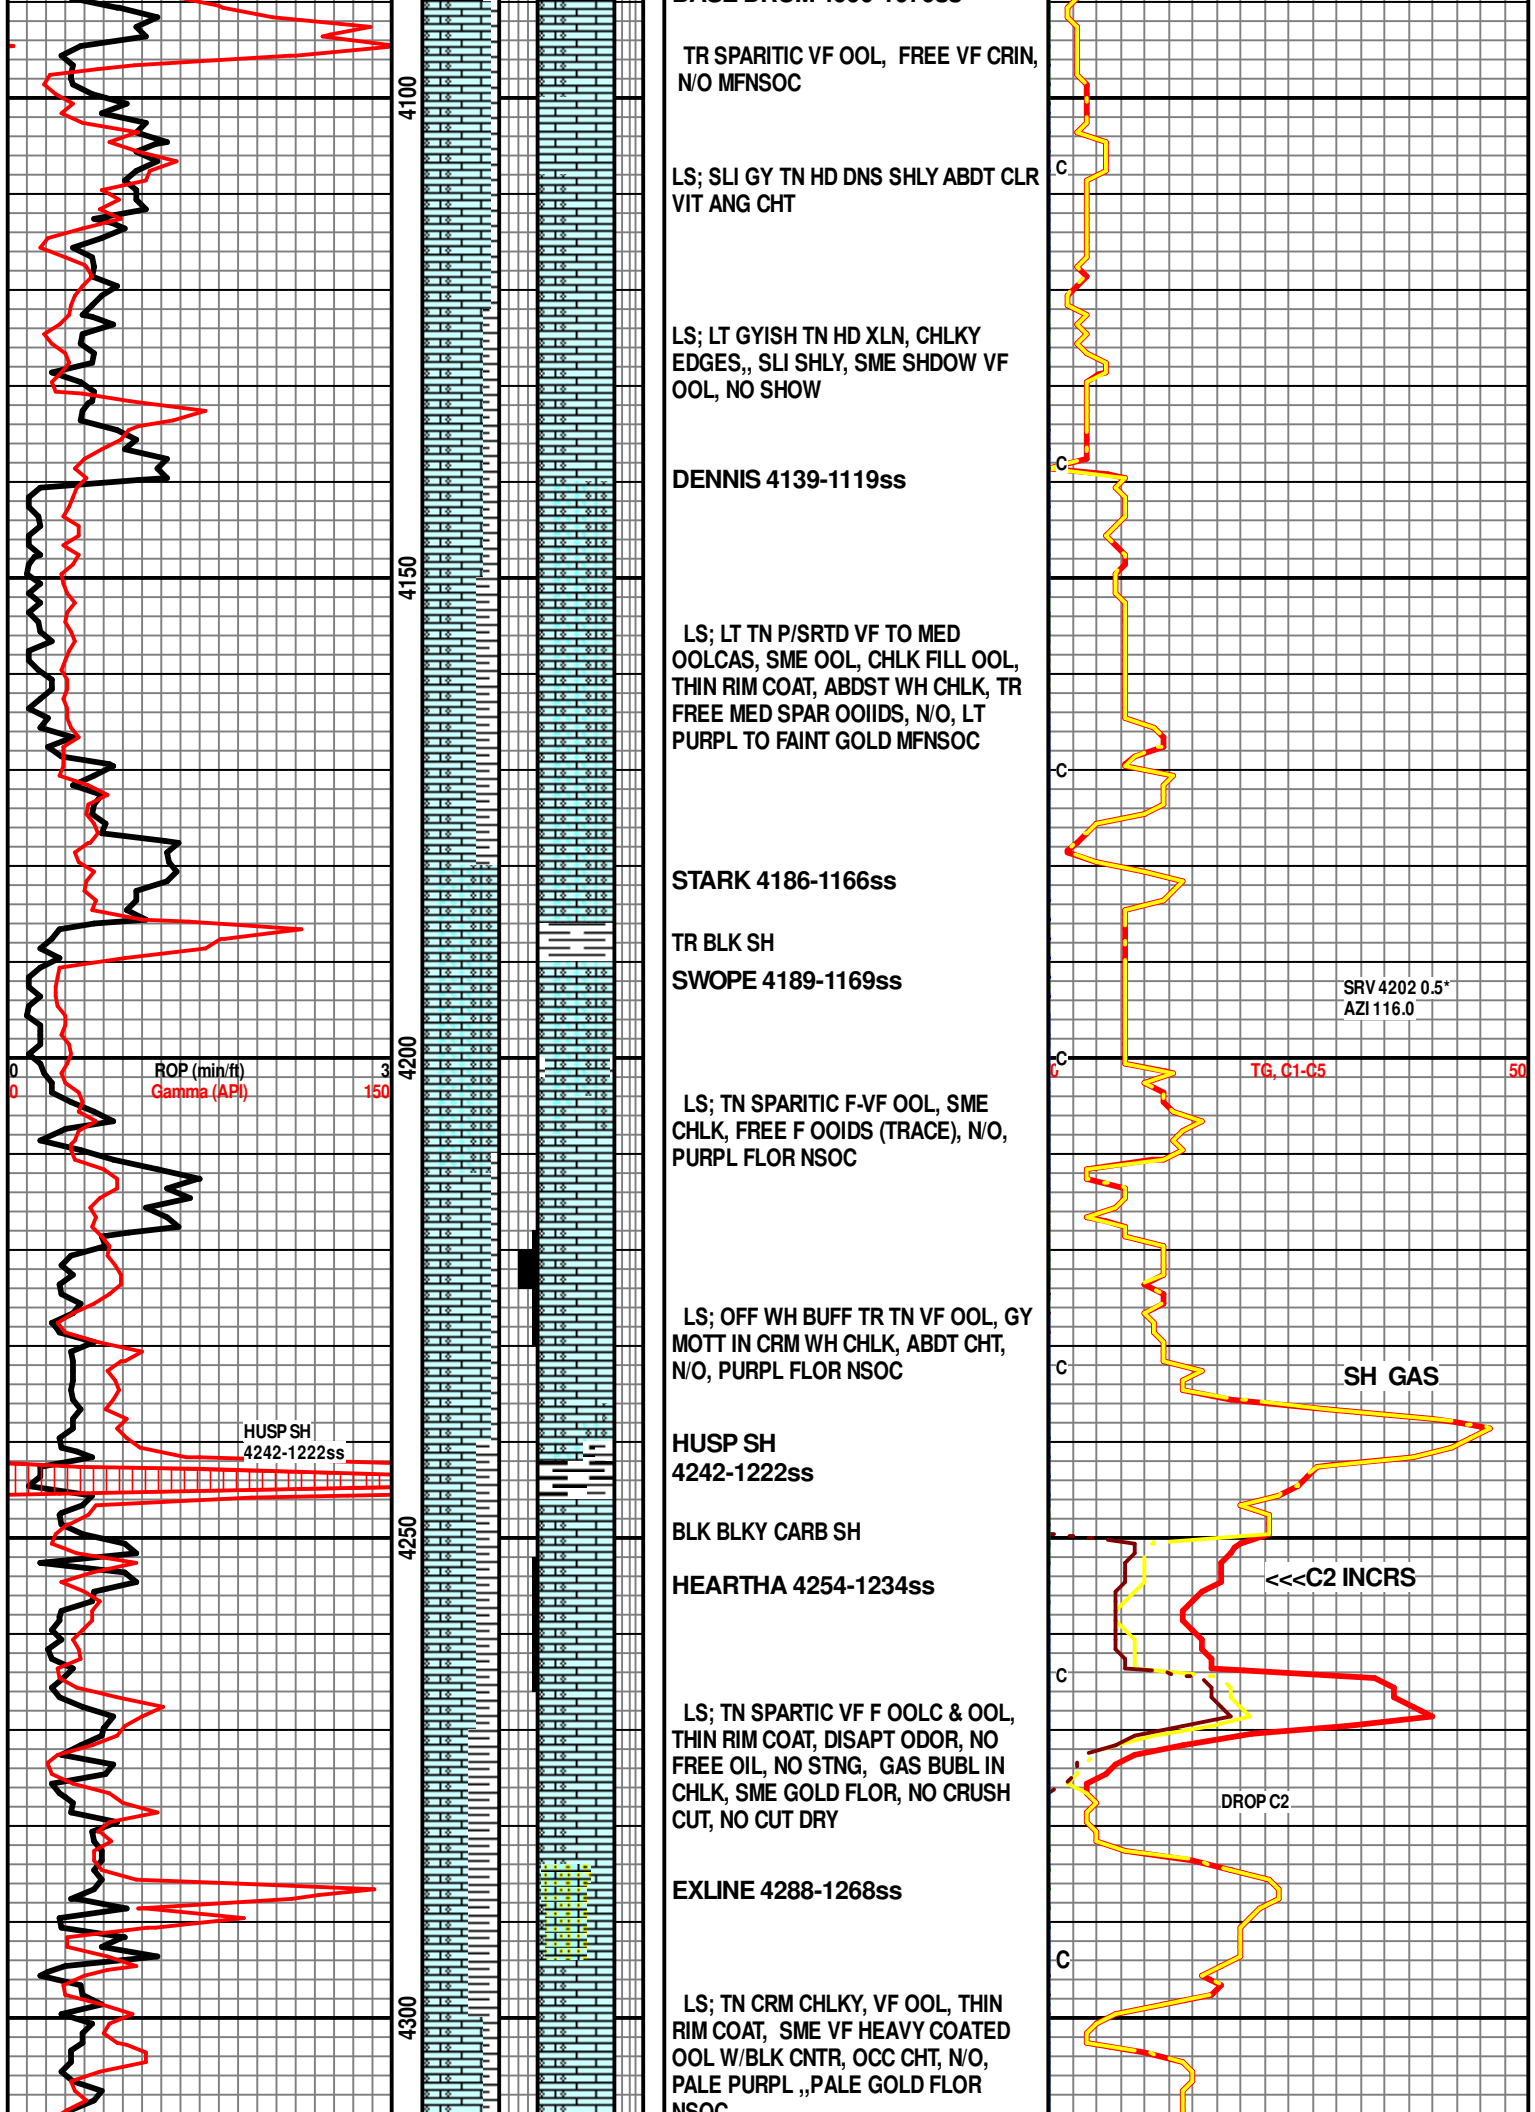 TR SPARITIC VF OOL, FREE VF CRIN,
N/O MFNSOC
4100
C
LS; SLI GY TN HD DNS SHLY ABDT CLR
VIT ANG CHT
LS; LT GYISH TN HD XLN, CHLKY
EDGES,, SLI SHLY, SME SHDOW VF
OOL, NO SHOW
C
DENNIS 4139-1119ss
4150
LS; LT TN P/SRTD VF TO MED
OOLCAS, SME OOL, CHLK FILL OOL,
THIN RIM COAT, ABDST WH CHLK, TR
FREE MED SPAR OOIIDS, N/O, LT
PURPL TO FAINT GOLD MFNSOC
C
STARK 4186-1166ss
TR BLK SH
SWOPE 4189-1169ss
SRV 4202 0.5*
AZI 116.0
4200
C
0 ROP (min/ft) 3
0 Gamma (API) 150
TG, C1-C5 50
LS; TN SPARITIC F-VF OOL, SME
CHLK, FREE F OOIDS (TRACE), N/O,
PURPL FLOR NSOC
LS; OFF WH BUFF TR TN VF OOL, GY
MOTT IN CRM WH CHLK, ABDT CHT,
N/O, PURPL FLOR NSOC
C
SH GAS
HUSP SH
4242-1222ss
HUSP SH
4242-1222ss
BLK BLKY CARB SH
4250
HEARTHA 4254-1234ss
<<<C2 INCRS
C
LS; TN SPARTIC VF F OOLC & OOL,
THIN RIM COAT, DISAPT ODOR, NO
FREE OIL, NO STNG, GAS BUBL IN
CHLK, SME GOLD FLOR, NO CRUSH
CUT, NO CUT DRY
DROP C2
EXLINE 4288-1268ss
C
4300
LS; TN CRM CHLKY, VF OOL, THIN
RIM COAT, SME VF HEAVY COATED
OOL W/BLK CNTR, OCC CHT, N/O,
PALE PURPL ,,PALE GOLD FLOR
NSOC